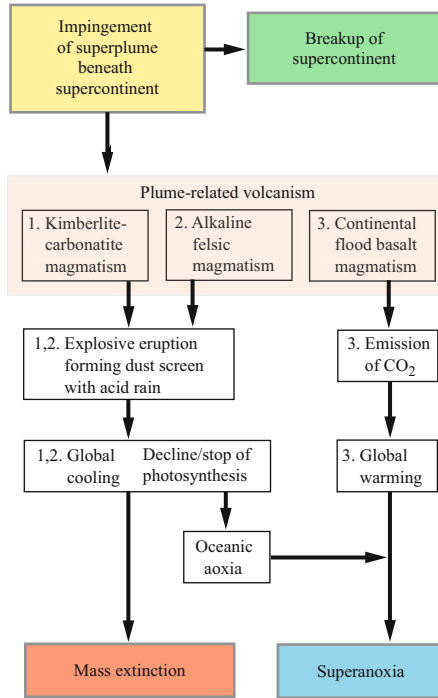 Impingement
of superplume
beneath
supercontinent
Breakup of
supercontinent
Plume-related volcanism
1. Kimberlite-
carbonatite
magmatism
2. Alkaline
felsic
magmatism
3. Continental
flood basalt
magmatism
1,2. Explosive eruption
forming dust screen
with acid rain
3. Emission
of CO2
1,2. Global
cooling
Decline/stop of
photosynthesis
3. Global
warming
Oceanic
aoxia
Mass extinction
Superanoxia